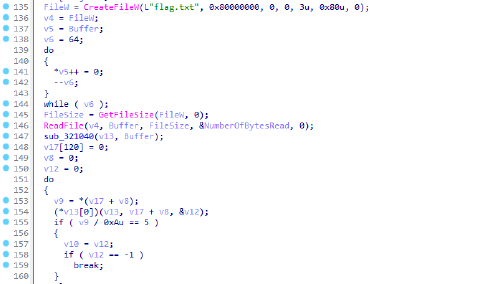 135 FileW = CreateFileW(L"flag.txt", 0x80000000, 0, 0, 3u, 0x80u, 0);
136 v4 = FileW;
137 v5 = Buffer;
138 v6 = 64;
139 do
140 {
141 *v5++ = 0;
142 --v6;
143 }
144 while ( v6 );
145 FileSize = GetFileSize(FileW, 0);
146 ReadFile(v4, Buffer, FileSize, &NumberOfBytesRead, 0);
147 sub_321040(v13, Buffer);
148 v17[120] = 0;
149 v8 = 0;
150 v12 = 0;
151 do
152 {
153 v9 = *(v17 + v8);
154 (*v13[0])(v13, v17 + v8, &v12);
155 if ( v9 / 0xAu == 5 )
156 {
157 v10 = v12;
158 if ( v12 == -1 )
159 break;
160 }